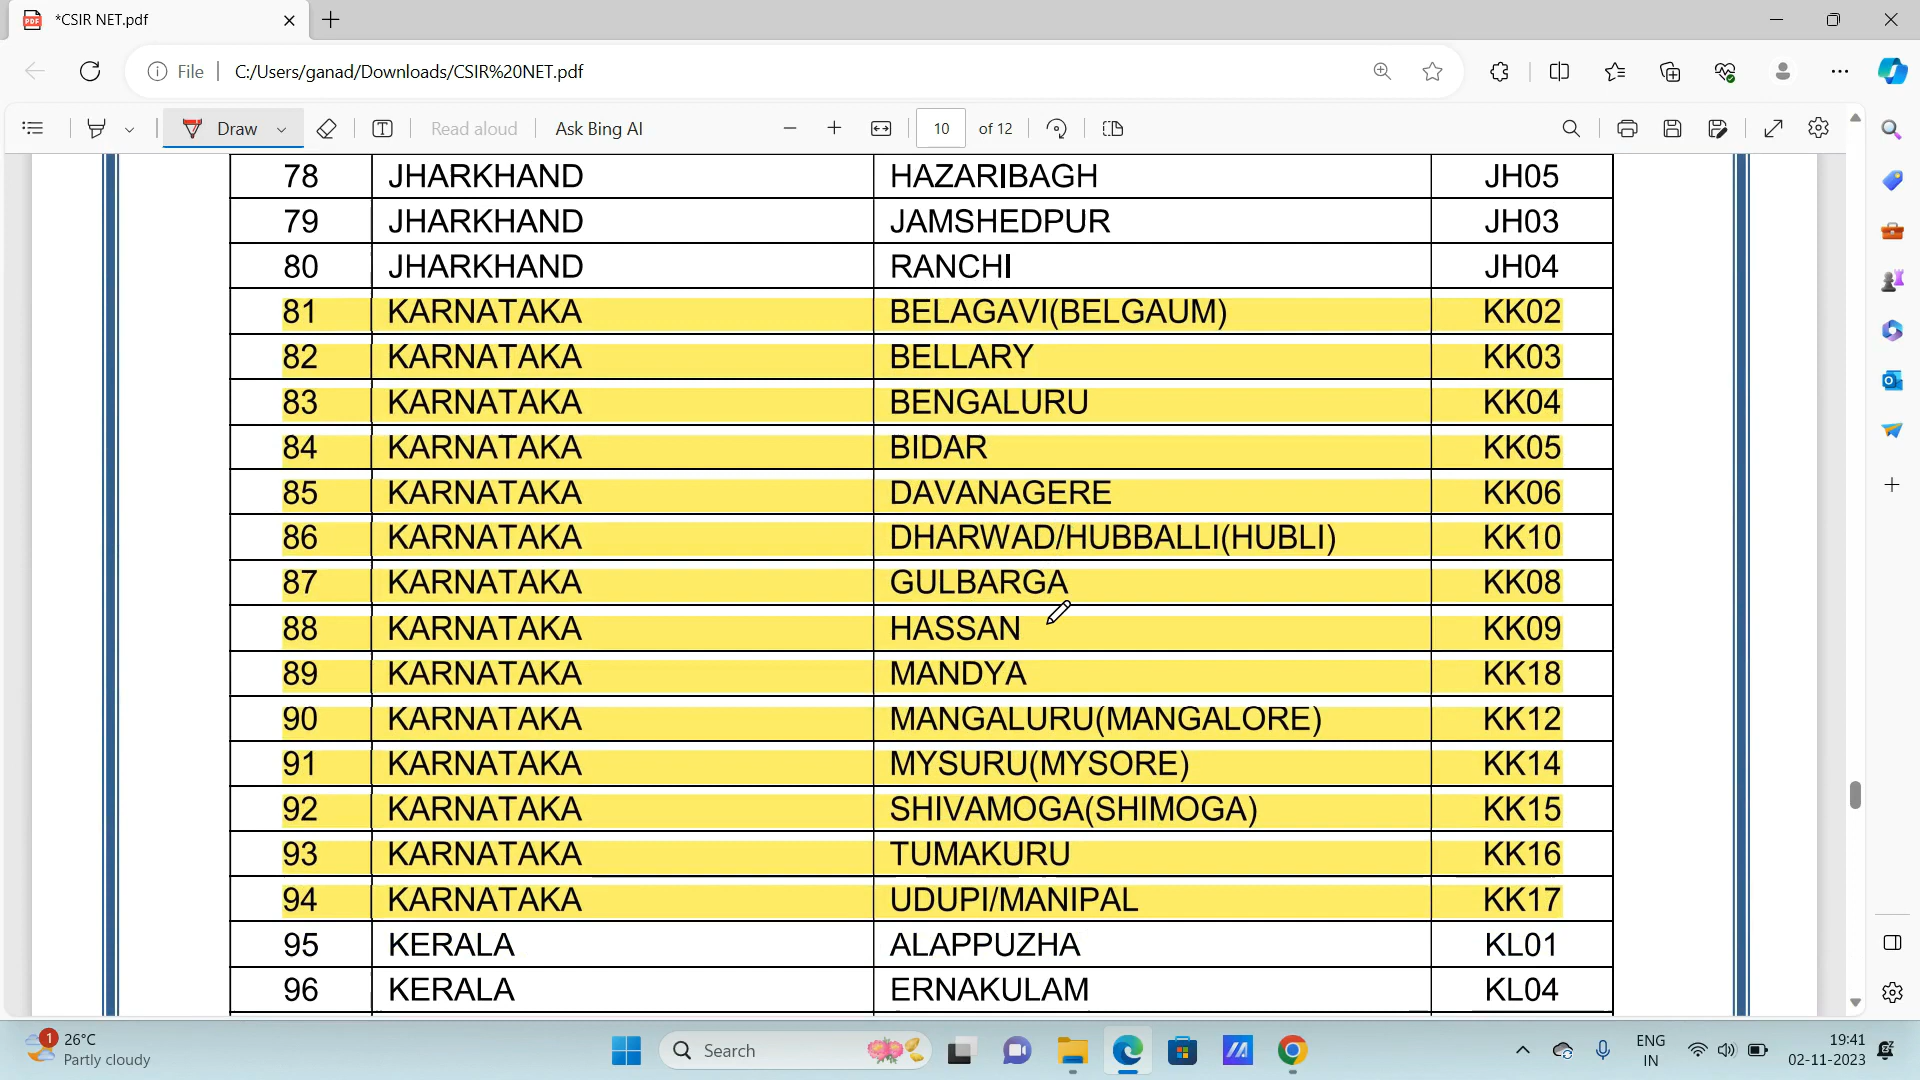 *CSIR NET.pdf
File C:/Users/ganad/Downloads/CSIR%20NET.pdf
Draw Read aloud Ask Bing AI 10 of 12
78 JHARKHAND HAZARIBAGH JH05
79 JHARKHAND JAMSHEDPUR JH03
80 JHARKHAND RANCHI JH04
81 KARNATAKA BELAGAVI(BELGAUM) KK02
82 KARNATAKA BELLARY KK03
83 KARNATAKA BENGALURU KK04
84 KARNATAKA BIDAR KK05
85 KARNATAKA DAVANAGERE KK06
86 KARNATAKA DHARWAD/HUBBALLI(HUBLI) KK10
87 KARNATAKA GULBARGA KK08
88 KARNATAKA HASSAN KK09
89 KARNATAKA MANDYA KK18
90 KARNATAKA MANGALURU(MANGALORE) KK12
91 KARNATAKA MYSURU(MYSORE) KK14
92 KARNATAKA SHIVAMOGA(SHIMOGA) KK15
93 KARNATAKA TUMAKURU KK16
94 KARNATAKA UDUPI/MANIPAL KK17
95 KERALA ALAPPUZHA KL01
96 KERALA ERNAKULAM KL04
1 26°C
Partly cloudy
Search
ENG
IN
19:41
02-11-2023